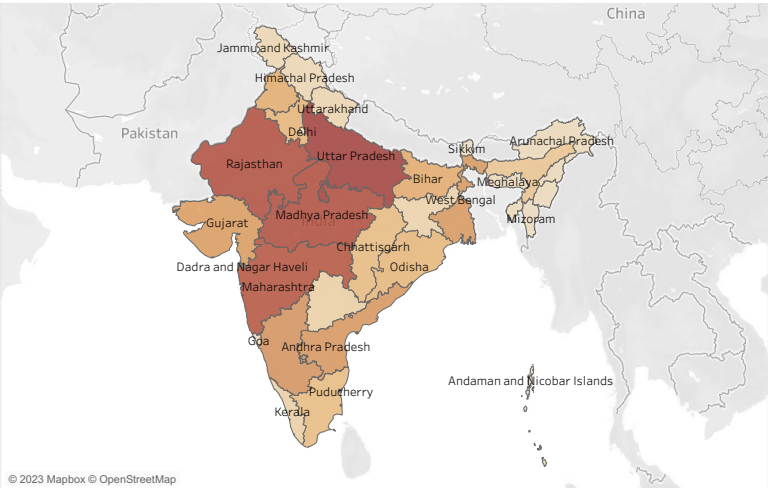 China
Jammu and Kashmir
Himachal Pradesh
Uttarakhand
Pakistan
Delhi
Sikkim
Arunachal Pradesh
Rajasthan
Uttar Pradesh
Bihar
Meghalaya
West Bengal
Mizoram
Gujarat
Madhya Pradesh
India
Chhattisgarh
Dadra and Nagar Haveli
Odisha
Maharashtra
Goa
Andhra Pradesh
Andaman and Nicobar Islands
Puducherry
Kerala
© 2023 Mapbox © OpenStreetMap